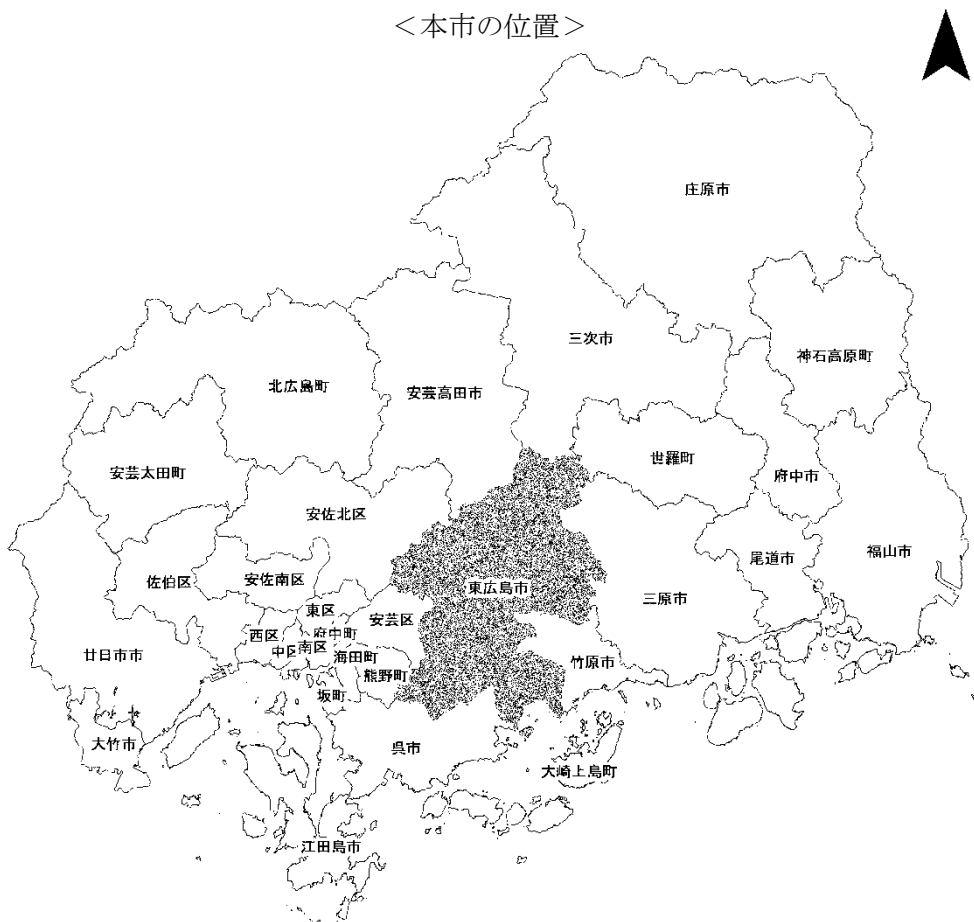 ＜本市の位置＞
庄原市
三次市
神石高原町
北広島町
安芸高田市
世羅町
安芸太田町
府中市
安佐北区
福山市
尾道市
佐伯区
安佐南区
東広島市
三原市
東区
安芸区
西区
府中町
中区
南区
海田町
廿日市市
竹原市
熊野町
坂町
大竹市
呉市
大崎上島町
江田島市